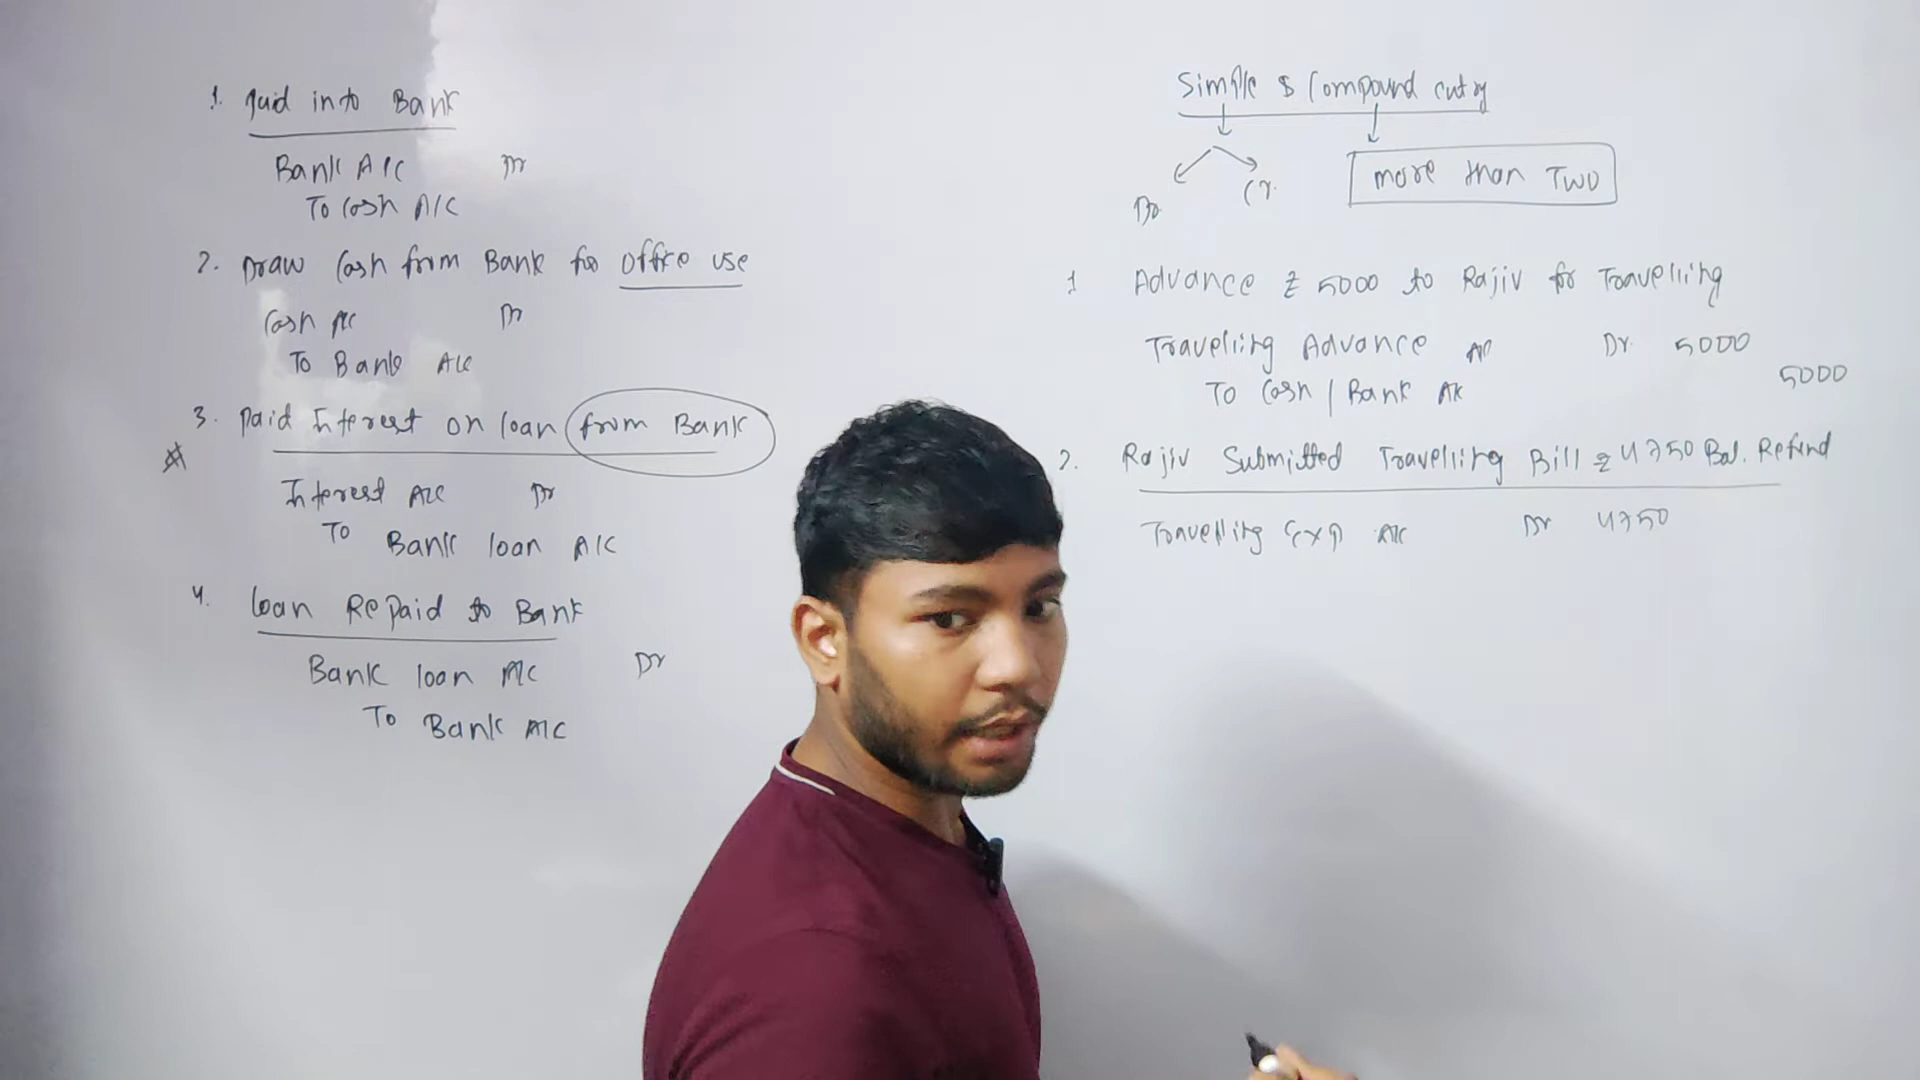 1. paid into Bank
Bank A/C Dr
To Cash A/C
2. Draw Cash from Bank for office use
Cash A/C Dr
To Bank A/C
3. Paid Interest on loan from Bank
Interest A/C Dr
To Bank loan A/C
4. loan Repaid to Bank
Bank loan A/C Dr
To Bank A/C
Simple & Compound entry
Dr Cr.
more than Two
1 Advance ₹ 5000 to Rajiv for Travelling
Travelling Advance A/C Dr. 5000
To Cash / Bank A/C 5000
2. Rajiv Submitted Travelling Bill ₹ 4750 Bal. Refund
Travelling Exp A/C Dr 4750